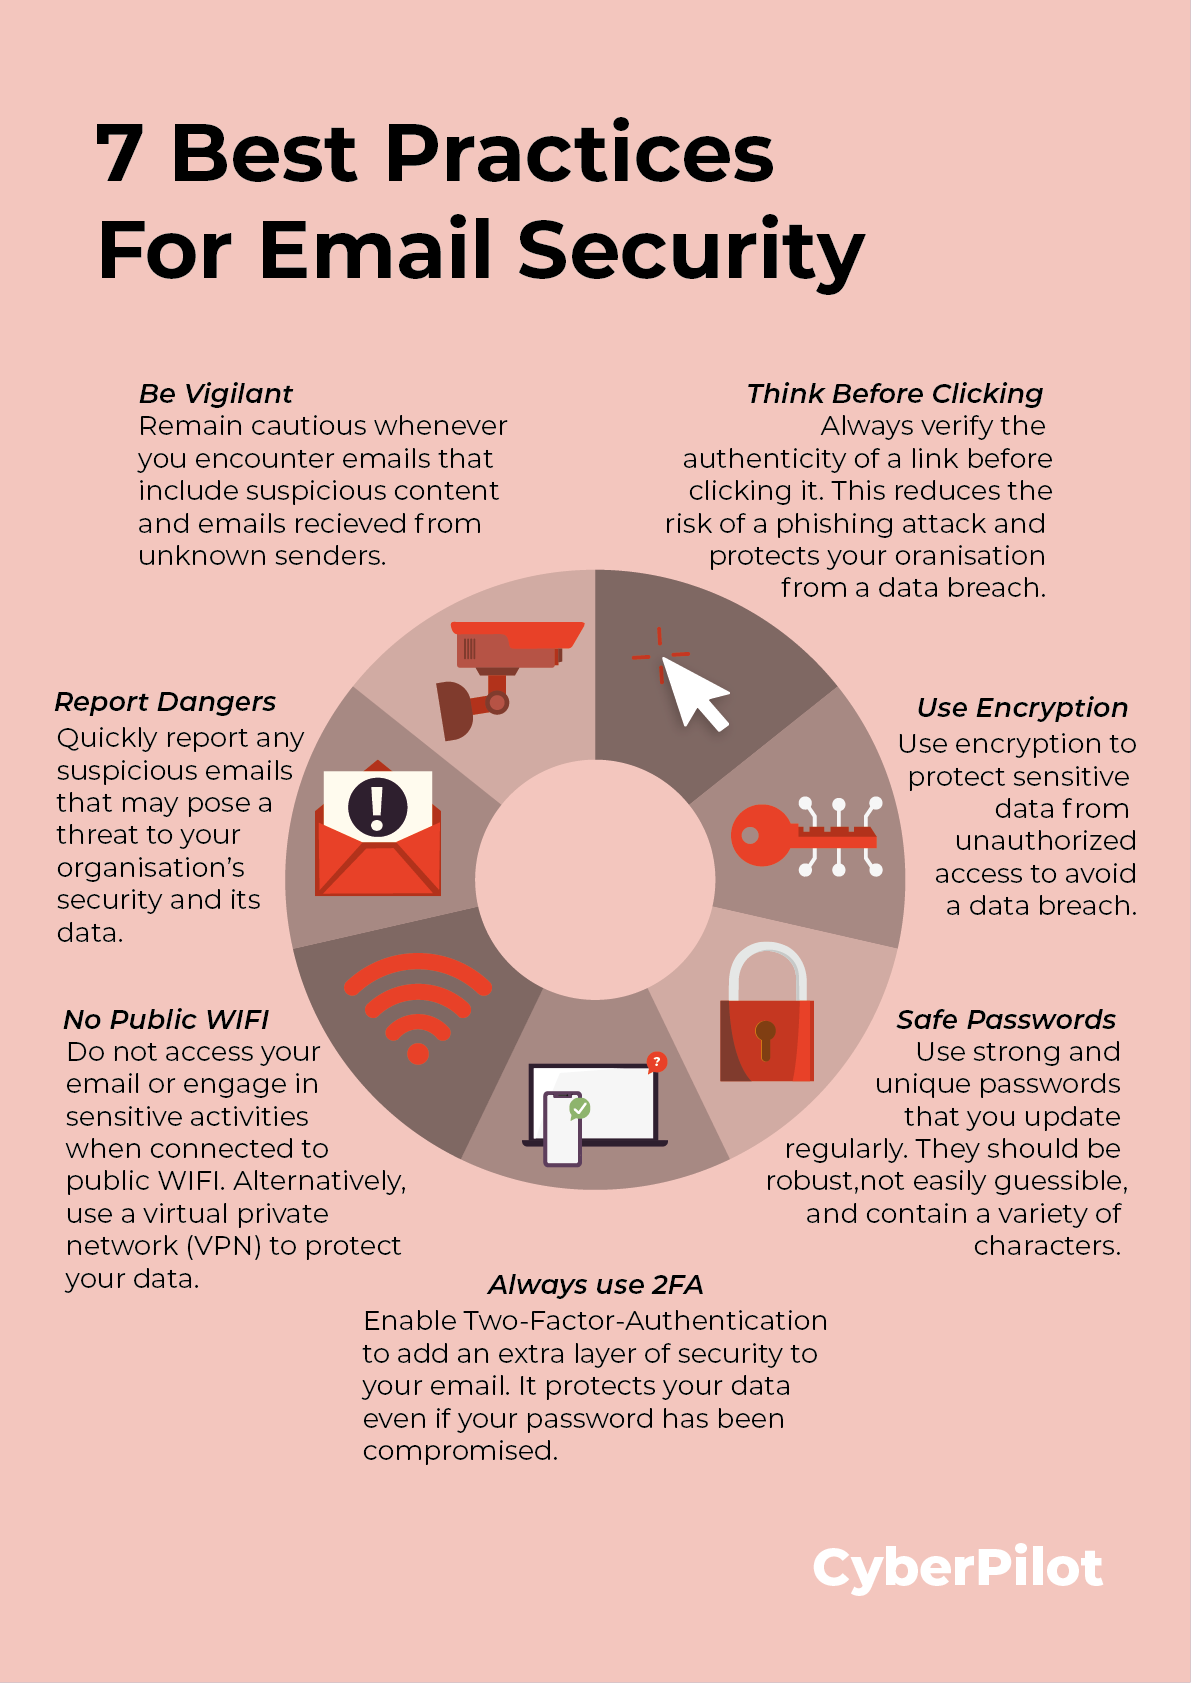 7 Best Practices
For Email Security
Be Vigilant
Remain cautious whenever
you encounter emails that
include suspicious content
and emails recieved from
unknown senders.
Think Before Clicking
Always verify the
authenticity of a link before
clicking it. This reduces the
risk of a phishing attack and
protects your oranisation
from a data breach.
Report Dangers
Quickly report any
suspicious emails
that may pose a
threat to your
organisation's
security and its
data.
Use Encryption
Use encryption to
protect sensitive
data from
unauthorized
access to avoid
a data breach.
No Public WIFI
Do not access your
email or engage in
sensitive activities
when connected to
public WIFI. Alternatively,
use a virtual private
network (VPN) to protect
your data.
?
Safe Passwords
Use strong and
unique passwords
that you update
regularly. They should be
robust,not easily guessible,
and contain a variety of
characters.
Always use 2FA
Enable Two-Factor-Authentication
to add an extra layer of security to
your email. It protects your data
even if your password has been
compromised.
CyberPilot